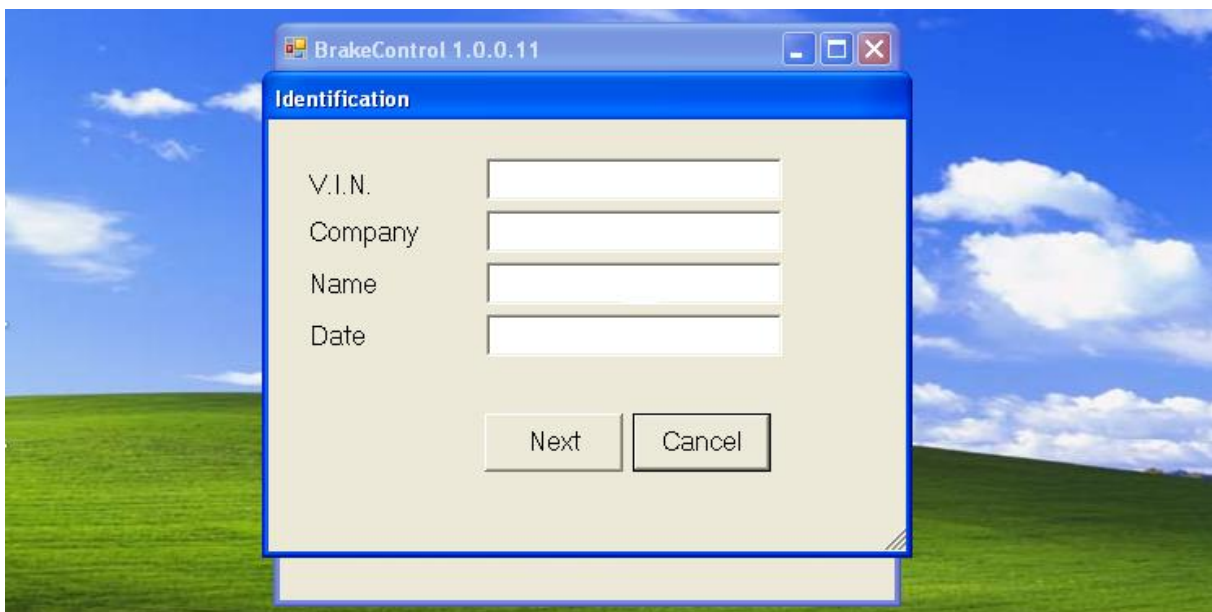 BrakeControl 1.0.0.11
Identification
V.I.N.
Company
Name
Date
Next Cancel